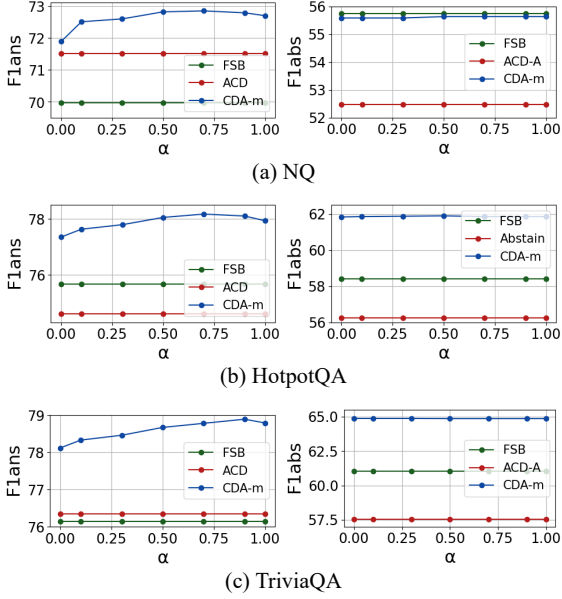 73
72
71
70
F1ans
FSB
ACD
CDA-m
0.00 0.25 0.50 0.75 1.00
α
56
55
54
53
52
F1abs
FSB
ACD-A
CDA-m
0.00 0.25 0.50 0.75 1.00
α
(a) NQ
78
76
F1ans
FSB
ACD
CDA-m
0.00 0.25 0.50 0.75 1.00
α
62
60
58
56
F1abs
FSB
Abstain
CDA-m
0.00 0.25 0.50 0.75 1.00
α
(b) HotpotQA
79
78
77
76
F1ans
FSB
ACD
CDA-m
0.00 0.25 0.50 0.75 1.00
α
65.0
62.5
60.0
57.5
F1abs
FSB
ACD-A
CDA-m
0.00 0.25 0.50 0.75 1.00
α
(c) TriviaQA